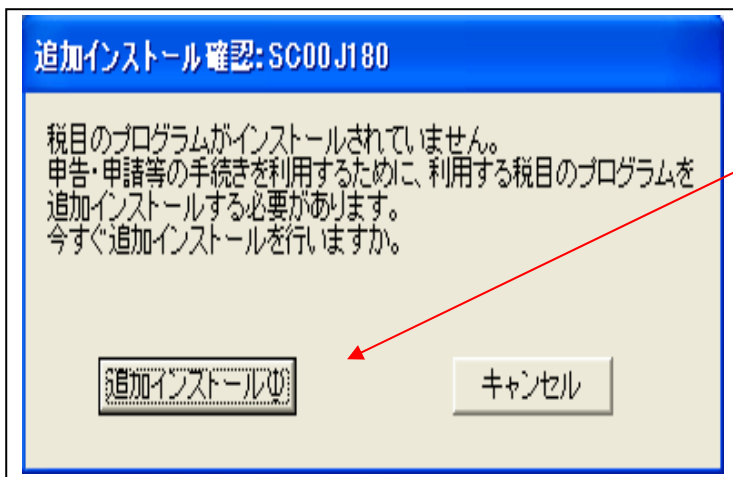 追加インストール確認:SC00J180
税目のプログラムがインストールされていません。
申告・申請等の手続きを利用するために、利用する税目のプログラムを
追加インストールする必要があります。
今すぐ追加インストールを行いますか。
追加インストール(I)
キャンセル